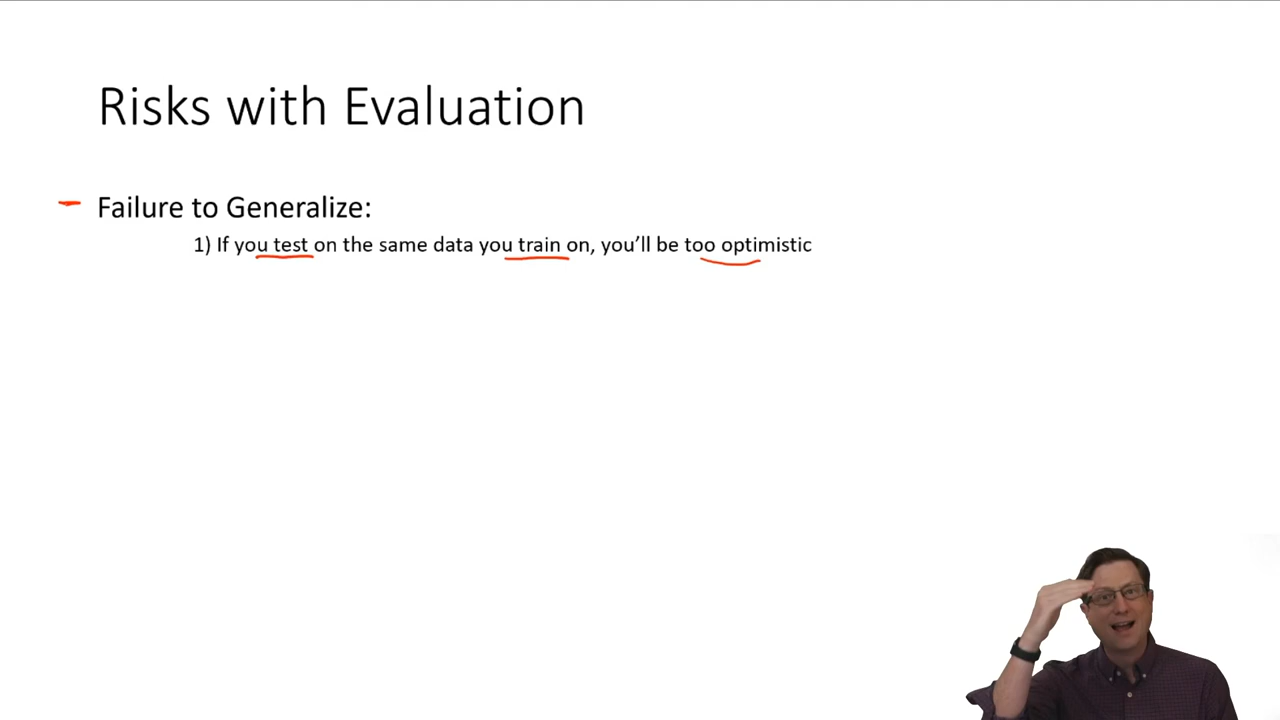 Risks with Evaluation
Failure to Generalize:
1) If you test on the same data you train on, you’ll be too optimistic